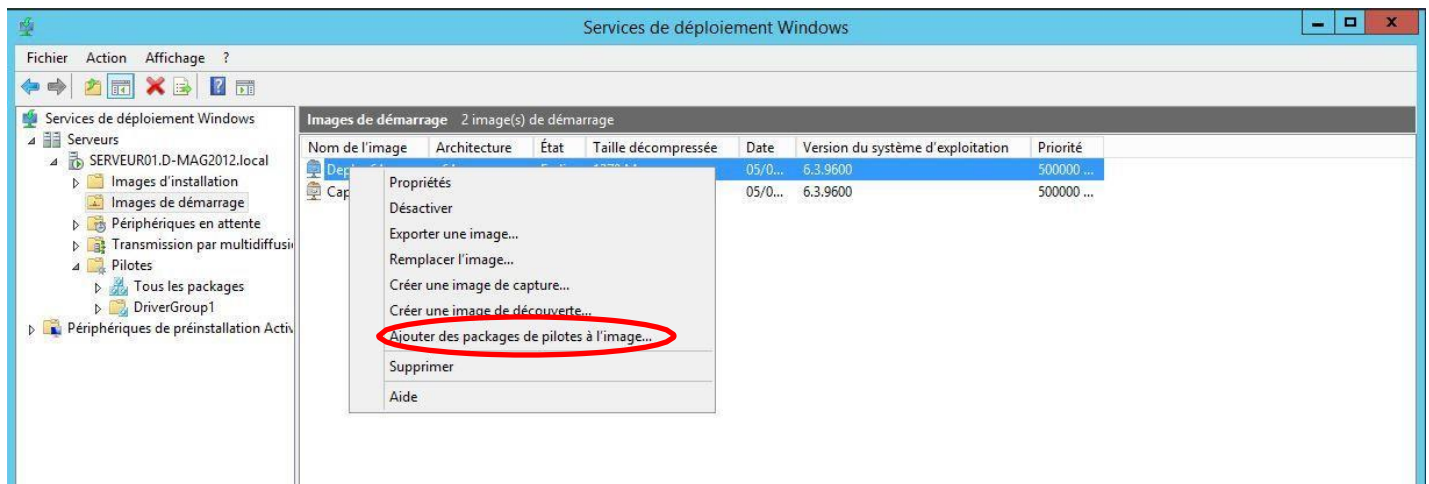 Services de déploiement Windows
Fichier Action Affichage ?
Services de déploiement Windows
Serveurs
SERVEUR01.D-MAG2012.local
Images d'installation
Images de démarrage
Périphériques en attente
Transmission par multidiffusi
Pilotes
Tous les packages
DriverGroup1
Périphériques de préinstallation Activ
Images de démarrage 2 image(s) de démarrage
Nom de l'image Architecture État Taille décompressée Date Version du système d'exploitation Priorité
05/0... 6.3.9600 500000 ...
Cap 05/0... 6.3.9600 500000 ...
Propriétés
Désactiver
Exporter une image...
Remplacer l'image...
Créer une image de capture...
Créer une image de découverte...
Ajouter des packages de pilotes à l'image...
Supprimer
Aide